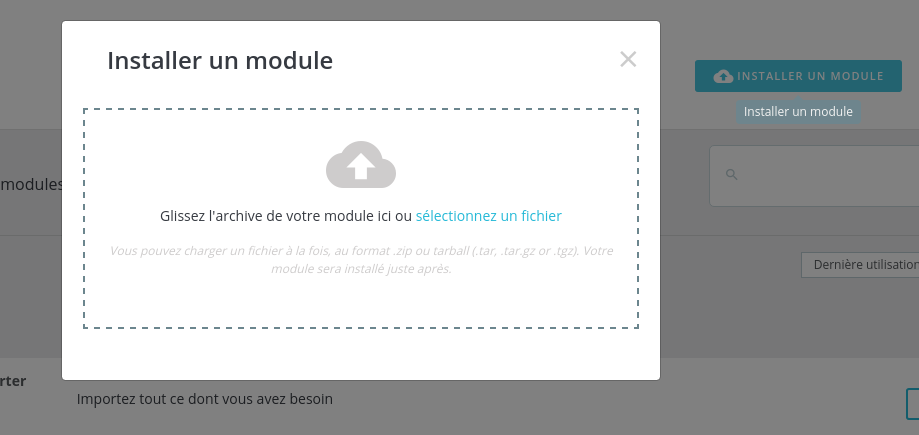 Installer un module
INSTALLER UN MODULE
Installer un module
modules
Glissez l'archive de votre module ici ou sélectionnez un fichier
Vous pouvez charger un fichier à la fois, au format .zip ou tarball (.tar, .tar.gz or .tgz). Votre
module sera installé juste après.
Dernière utilisation
rter
Importez tout ce dont vous avez besoin